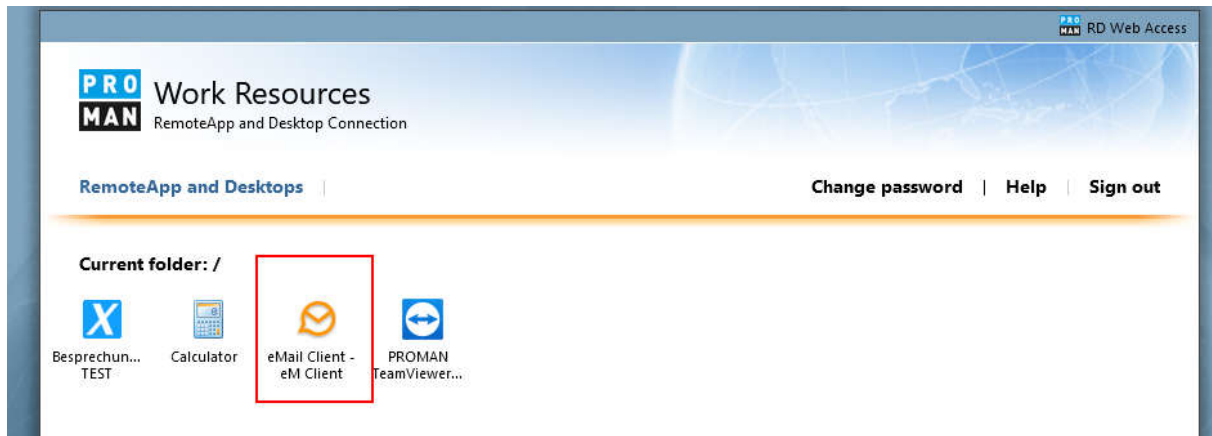 PRO
MAN
RD Web Access
PRO
MAN
Work Resources
RemoteApp and Desktop Connection
RemoteApp and Desktops |
Change password | Help | Sign out
Current folder: /
X
Besprechun...
TEST
Calculator
eMail Client -
eM Client
PROMAN
TeamViewer...